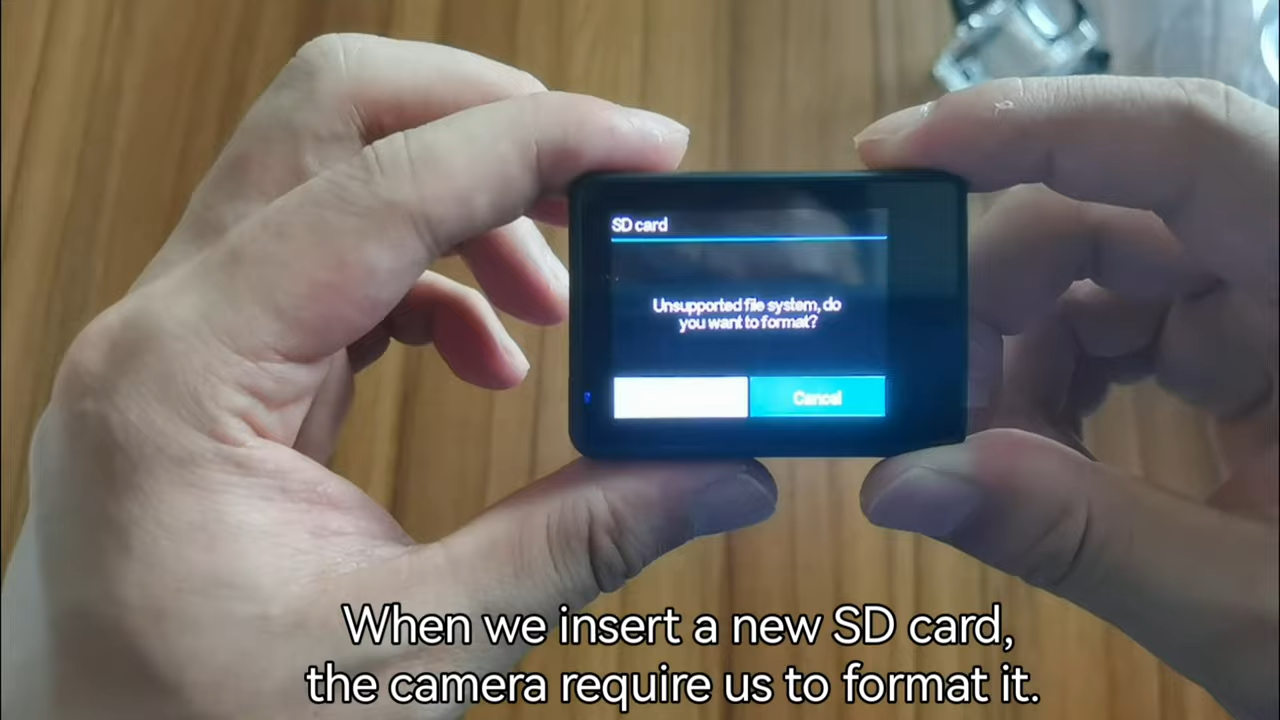 SD card
Unsupported file system, do
you want to format?
Cancel
When we insert a new SD card,
the camera require us to format it.